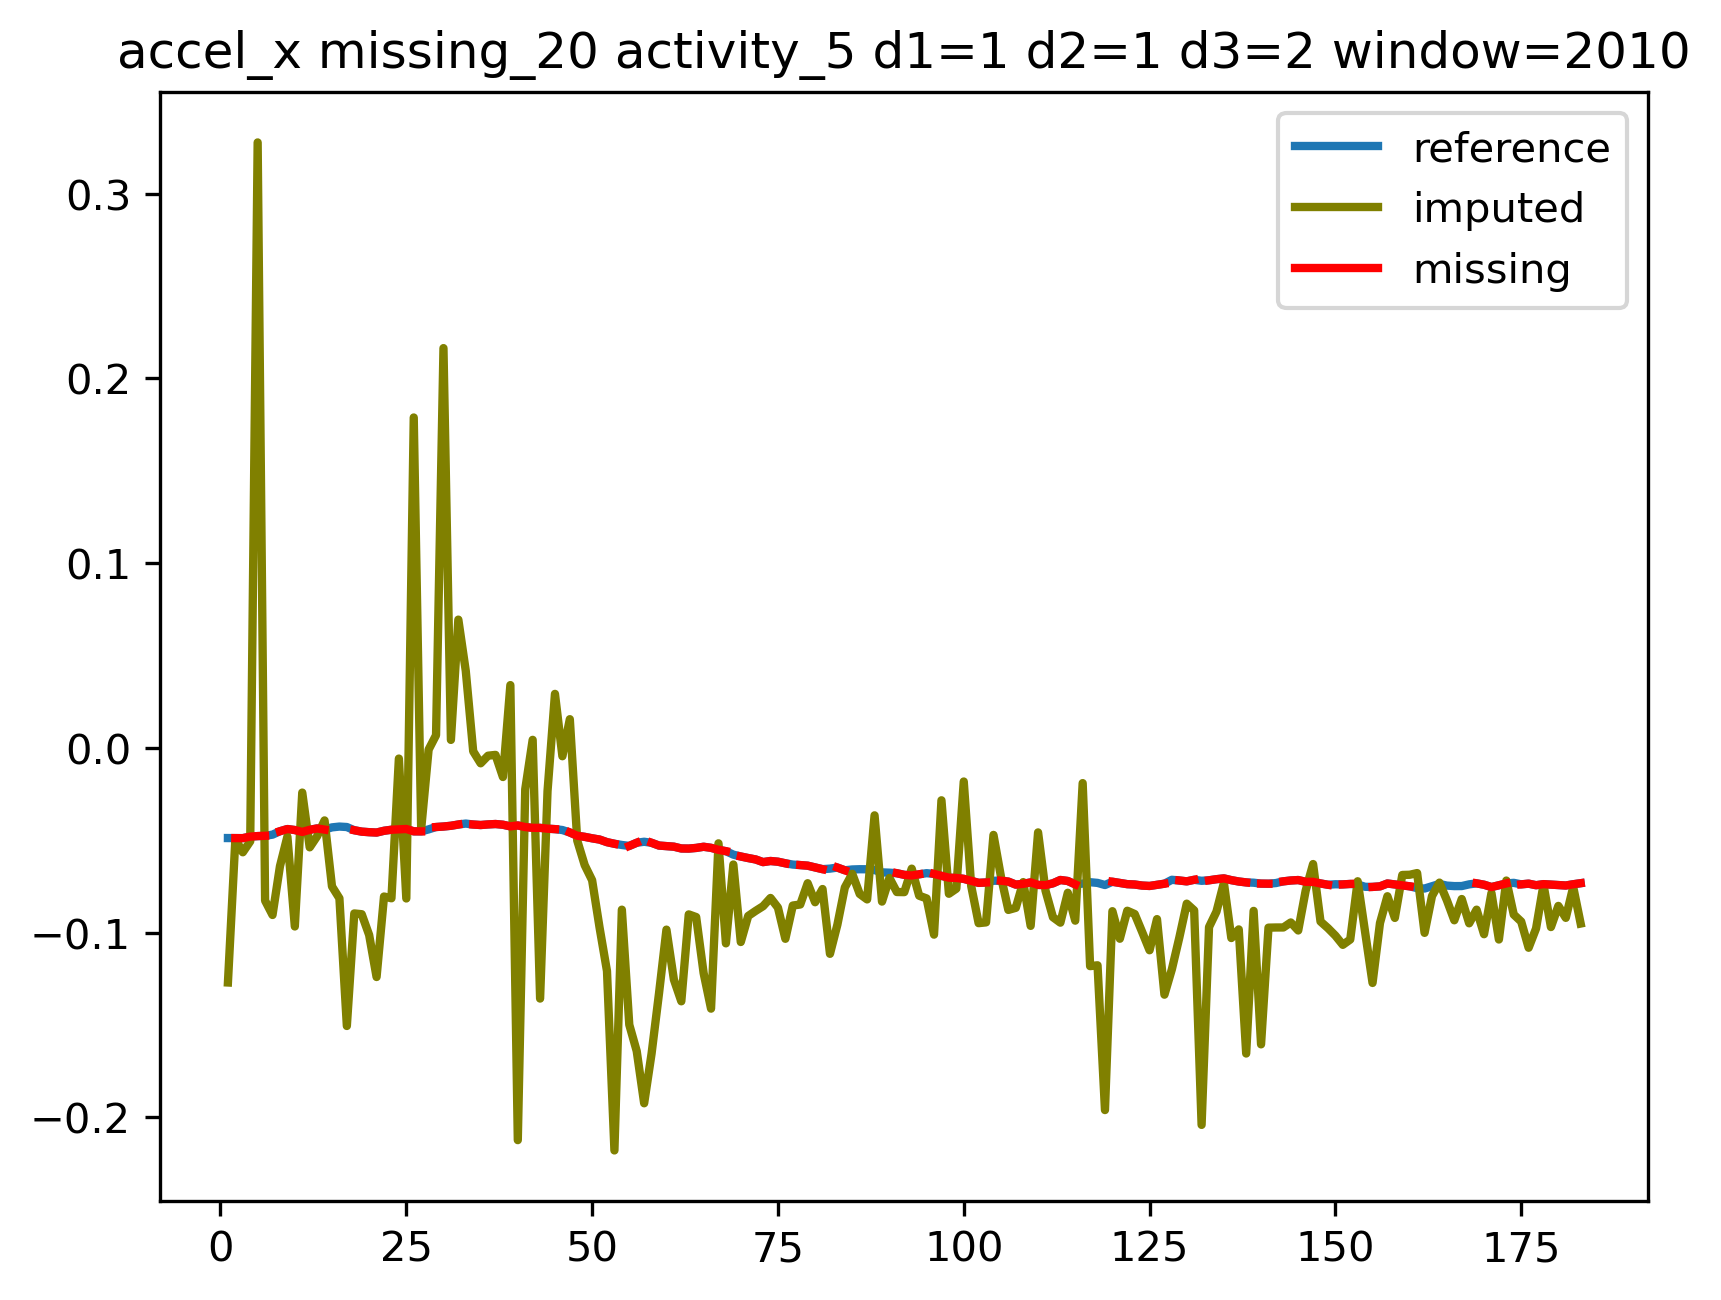 accel_x missing_20 activity_5 d1=1 d2=1 d3=2 window=2010
reference
imputed
missing
0.3
0.2
0.1
0.0
−0.1
−0.2
0 25 50 75 100 125 150 175